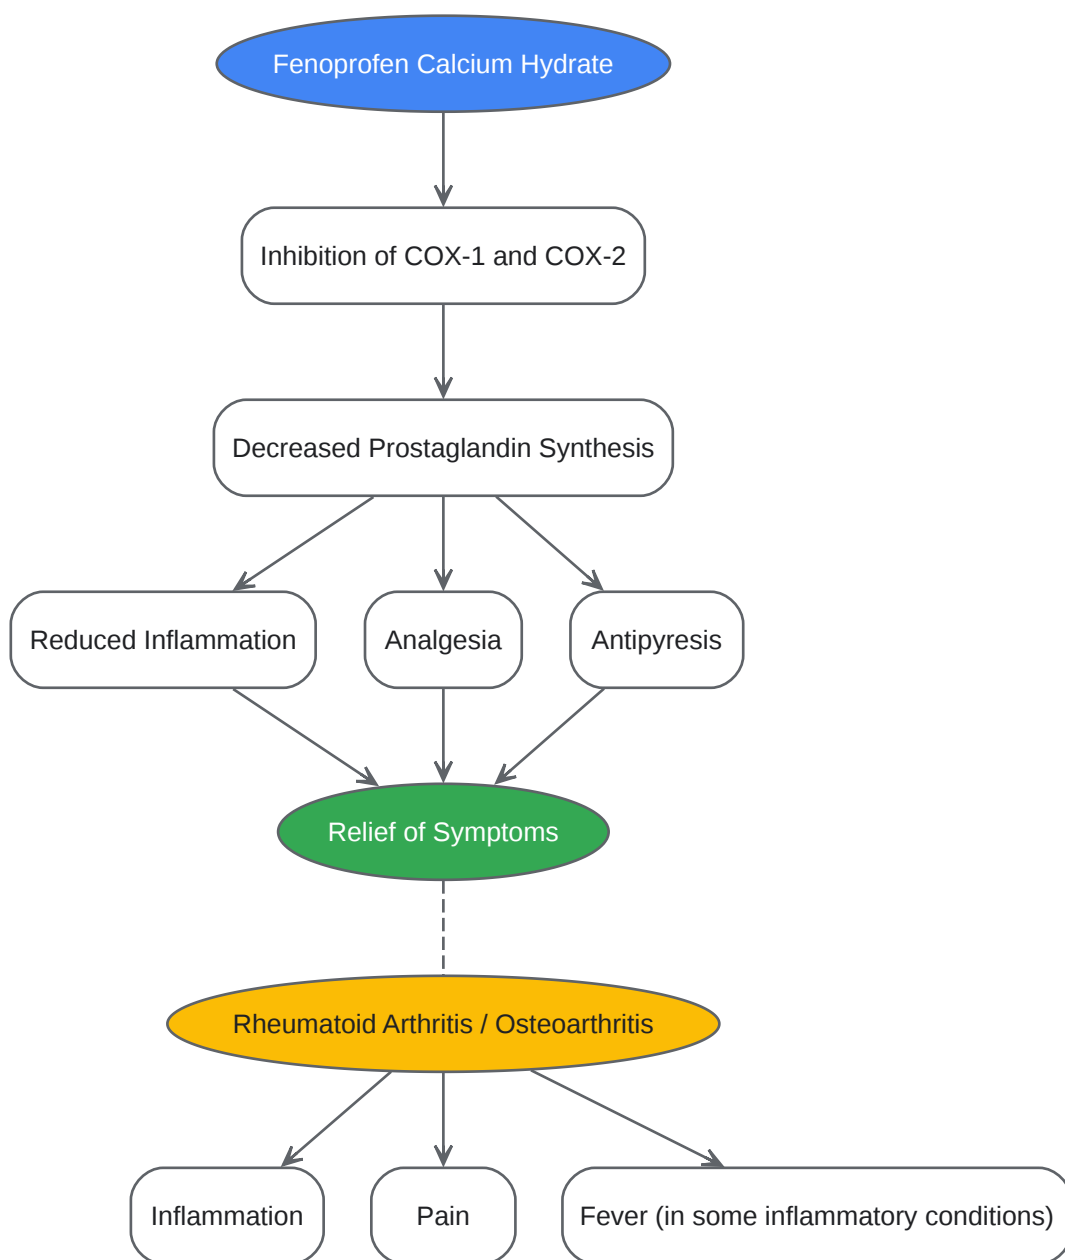 Fenoprofen Calcium Hydrate
Inhibition of COX-1 and COX-2
Decreased Prostaglandin Synthesis
Reduced Inflammation
Analgesia
Antipyresis
Relief of Symptoms
Rheumatoid Arthritis / Osteoarthritis
Inflammation
Pain
Fever (in some inflammatory conditions)